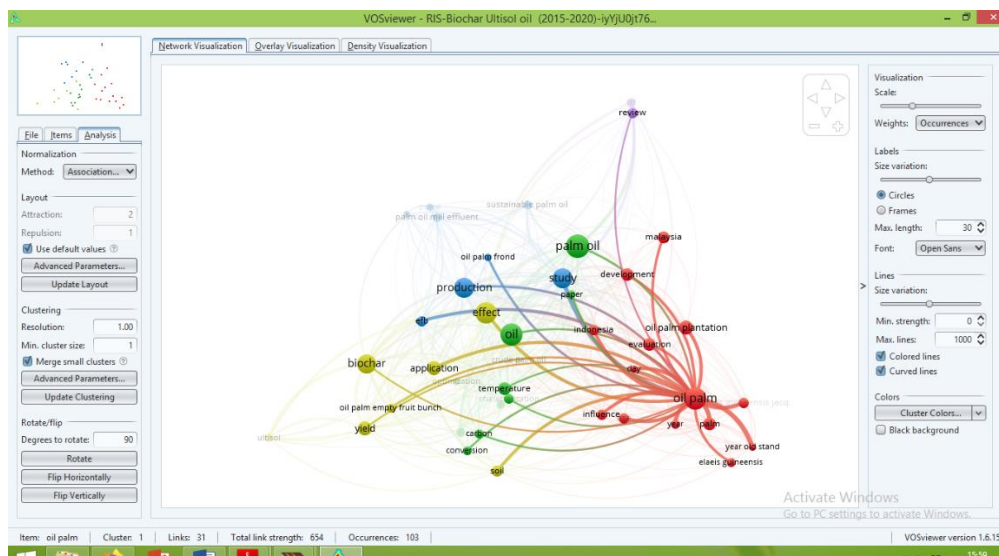 VOSviewer - RIS-Biochar Ultisol oil (2015-2020)-iyYjU0jt76...
Network Visualization Overlay Visualization Density Visualization
File Items Analysis
Normalization
Method: Association...
Layout
Attraction: 2
Repulsion: 1
Use default values
Advanced Parameters...
Update Layout
Clustering
Resolution: 1.00
Min. cluster size: 1
Merge small clusters
Advanced Parameters...
Update Clustering
Rotate/flip
Degrees to rotate: 90
Rotate
Flip Horizontally
Flip Vertically
review
sustainable palm oil
palm oil mill effluent
malaysia
palm oil
oil palm frond
study
development
production
paper
effect
efb
oil
indonesia
oil palm plantation
evaluation
biochar
application
day
temperature
oil palm
oil palm empty fruit bunch
influence
yield
year
palm
ultisol
carbon
conversion
year old stand
elaeis guineensis
soil
Visualization
Scale:
Weights: Occurrences
Labels
Size variation:
Circles
Frames
Max. length: 30
Font: Open Sans
Lines
Size variation:
Min. strength: 0
Max. lines: 1000
Colored lines
Curved lines
Colors
Cluster Colors...
Black background
Activate Windows
Go to PC settings to activate Windows.
Item: oil palm Cluster: 1 Links: 31 Total link strength: 654 Occurrences: 103
VOSviewer version 1.6.15
15:59